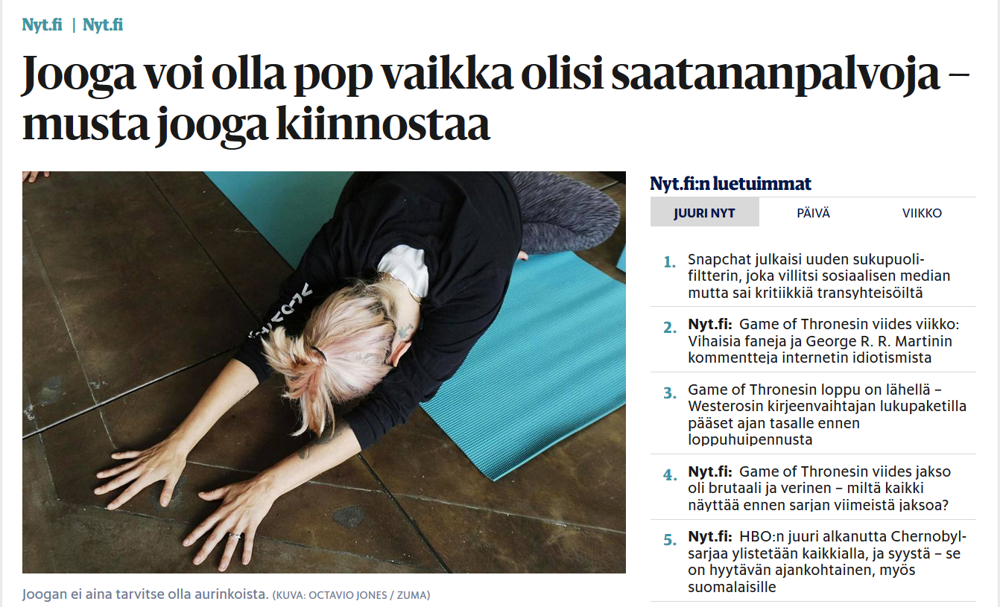 Nyt.fi | Nyt.fi
Jooga voi olla pop vaikka olisi saatananpalvoja –
musta jooga kiinnostaa
Joogan ei aina tarvitse olla aurinkoista. (KUVA: OCTAVIO JONES / ZUMA)
Nyt.fi:n luetuimmat
JUURI NYT PÄIVÄ VIIKKO
1. Snapchat julkaisi uuden sukupuoli-
filtterin, joka villitsi sosiaalisen median
mutta sai kritiikkiä transyhteisöiltä
2. Nyt.fi: Game of Thronesin viides viikko:
Vihaisia faneja ja George R. R. Martinin
kommentteja internetin idiotismista
3. Game of Thronesin loppu on lähellä –
Westerosin kirjeenvaihtajan lukupaketilla
pääset ajan tasalle ennen
loppuhuipennusta
4. Nyt.fi: Game of Thronesin viides jakso
oli brutaali ja verinen – miltä kaikki
näyttää ennen sarjan viimeistä jaksoa?
5. Nyt.fi: HBO:n juuri alkanutta Chernobyl-
sarjaa ylistetään kaikkialla, ja syystä – se
on hyytävän ajankohtainen, myös
suomalaisille